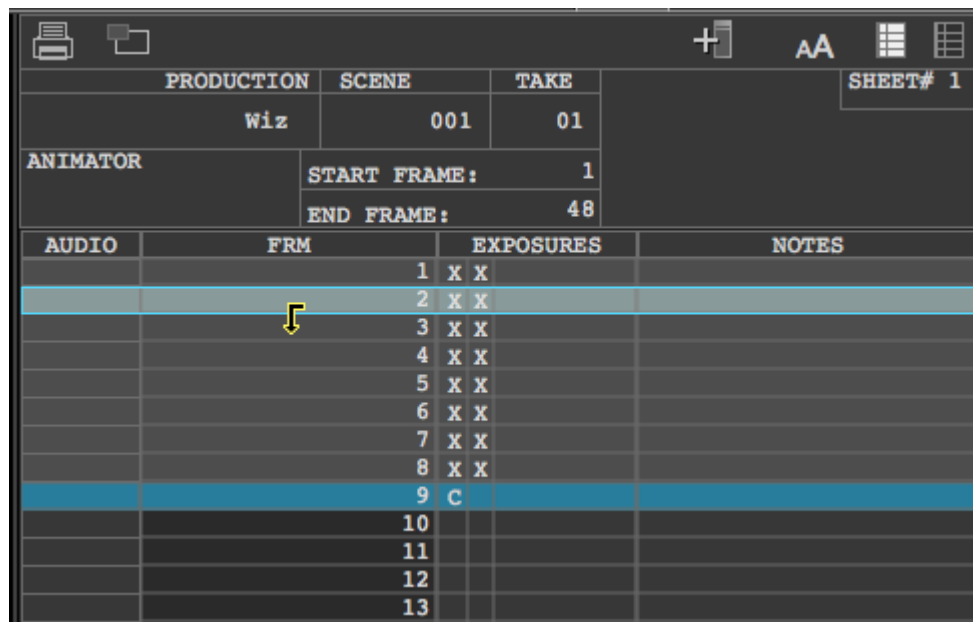 AA
PRODUCTION SCENE TAKE SHEET# 1
Wiz 001 01
ANIMATOR
START FRAME: 1
END FRAME: 48
AUDIO FRM EXPOSURES NOTES
1 X X
2 X X
3 X X
4 X X
5 X X
6 X X
7 X X
8 X X
9 C
10
11
12
13